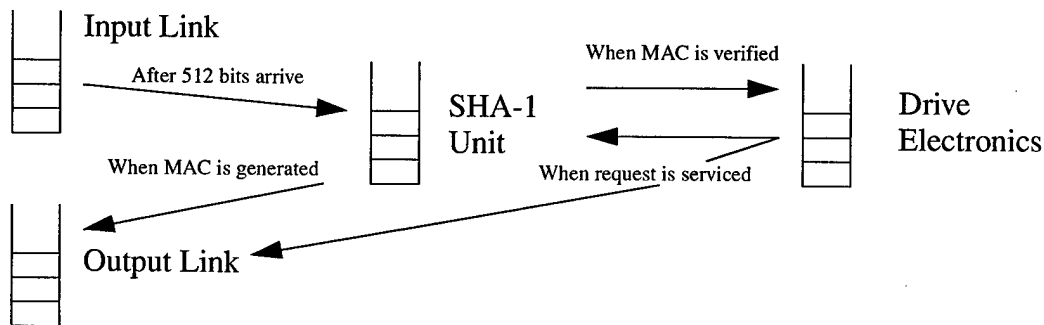 Input Link
When MAC is verified
After 512 bits arrive
SHA-1
Unit
Drive
Electronics
When MAC is generated
When request is serviced
Output Link